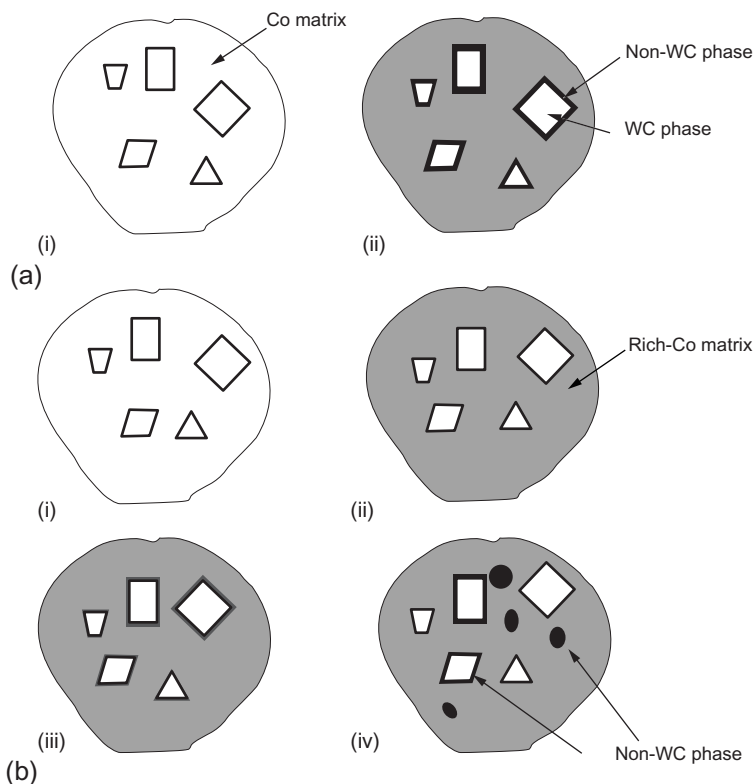 Co matrix
Non-WC phase
WC phase
(i)
(ii)
(a)
Rich-Co matrix
(i)
(ii)
(iii)
(iv)
Non-WC phase
(b)